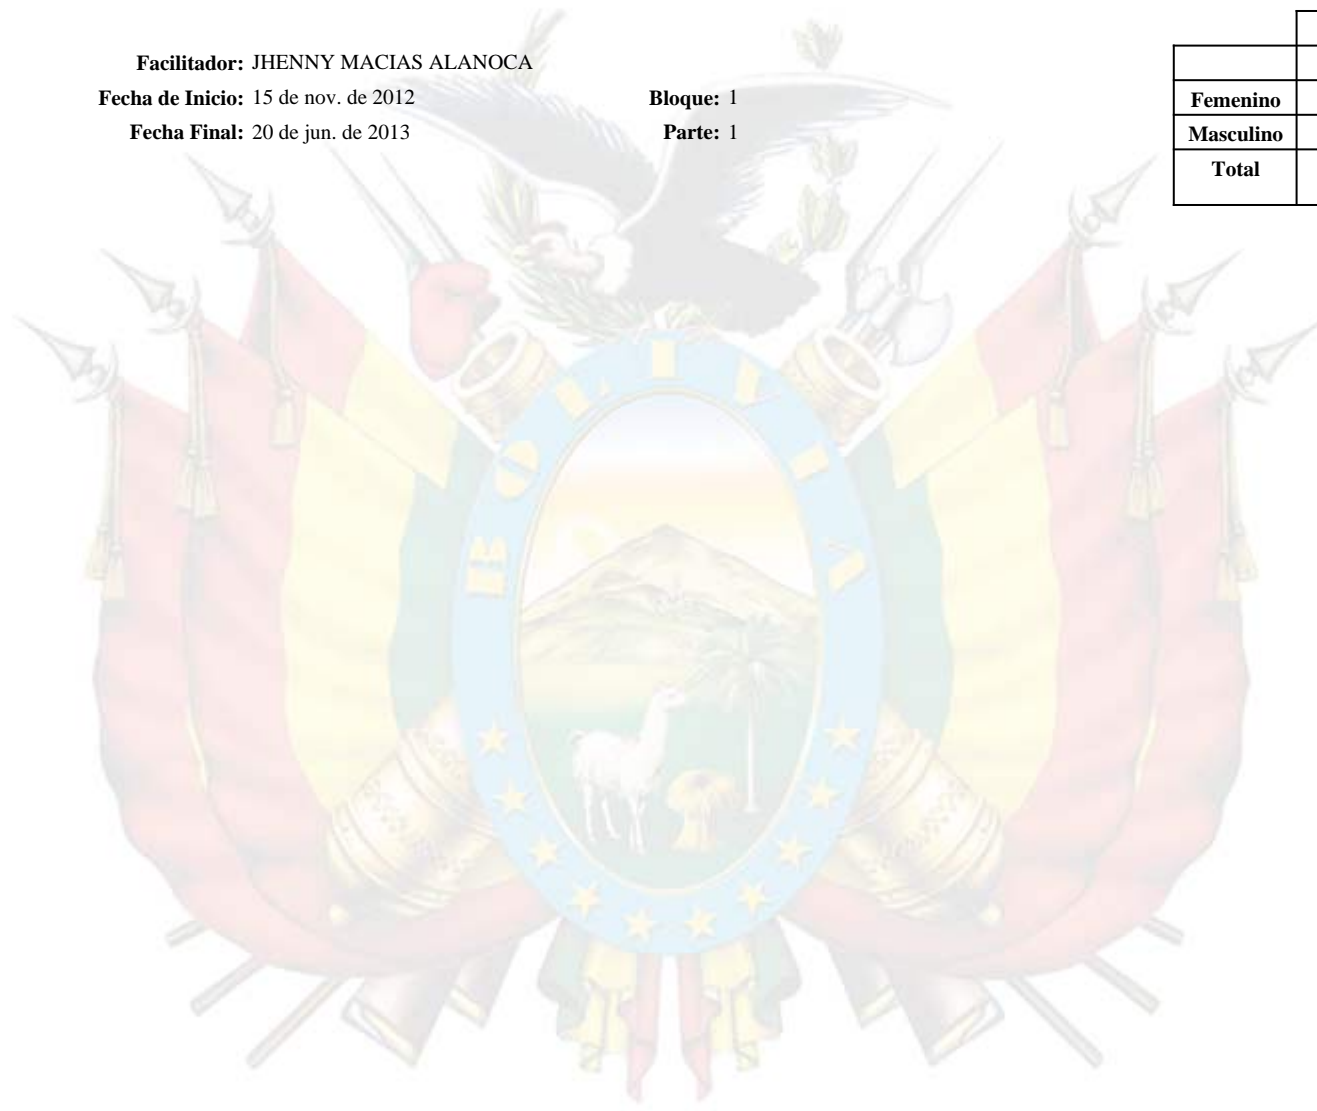 Facilitador: JHENNY MACIAS ALANOCA
Fecha de Inicio: 15 de nov. de 2012 Bloque: 1
Fecha Final: 20 de jun. de 2013 Parte: 1
Femenino
Masculino
Total
BOLIVIA